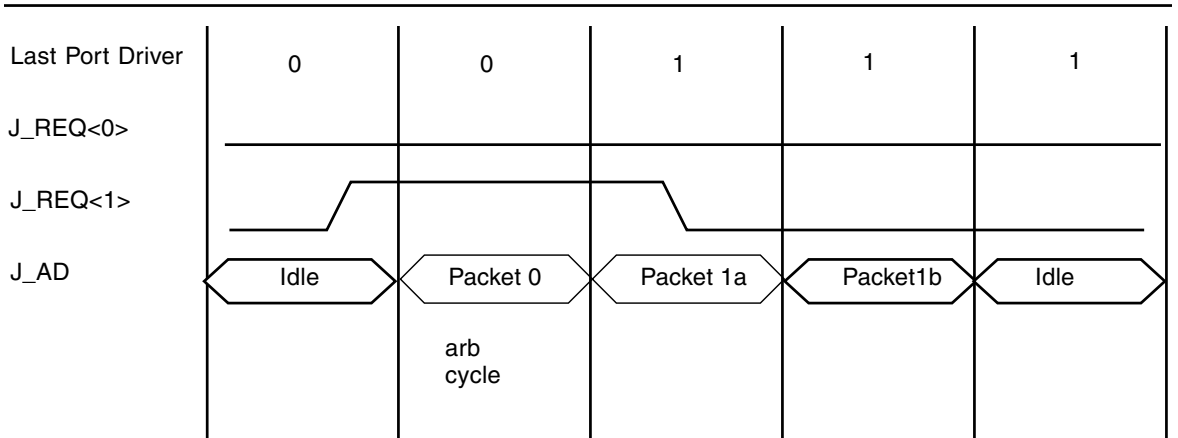 Last Port Driver 0 0 1 1 1
J_REQ<0>
J_REQ<1>
J_AD Idle Packet 0 Packet 1a Packet1b Idle
arb
cycle